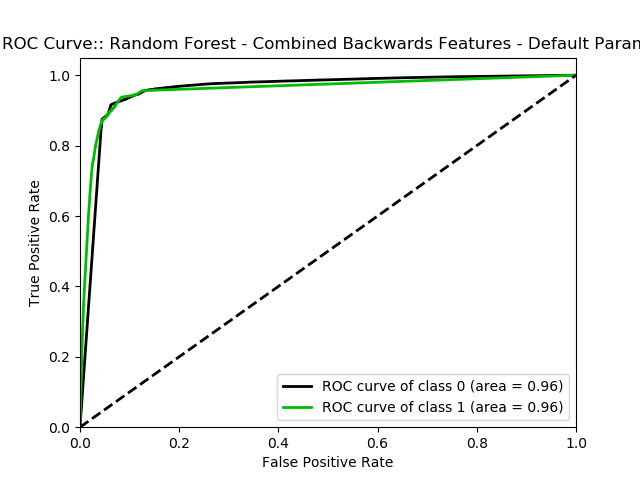 ROC Curve:: Random Forest - Combined Backwards Features - Default Param
1.0
0.8
0.6
0.4
0.2
0.0
True Positive Rate
ROC curve of class 0 (area = 0.96)
ROC curve of class 1 (area = 0.96)
0.0 0.2 0.4 0.6 0.8 1.0
False Positive Rate